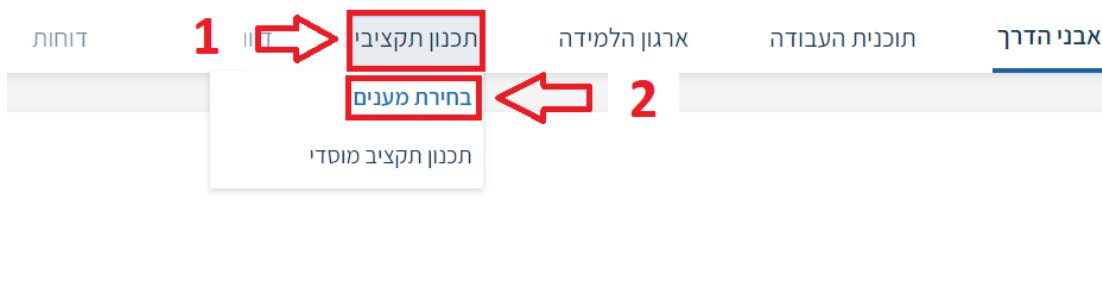 אבני הדרך תוכנית העבודה ארגון הלמידה תכנון תקציבי 1 דוחות
בחירת מענים 2
תכנון תקציב מוסדי